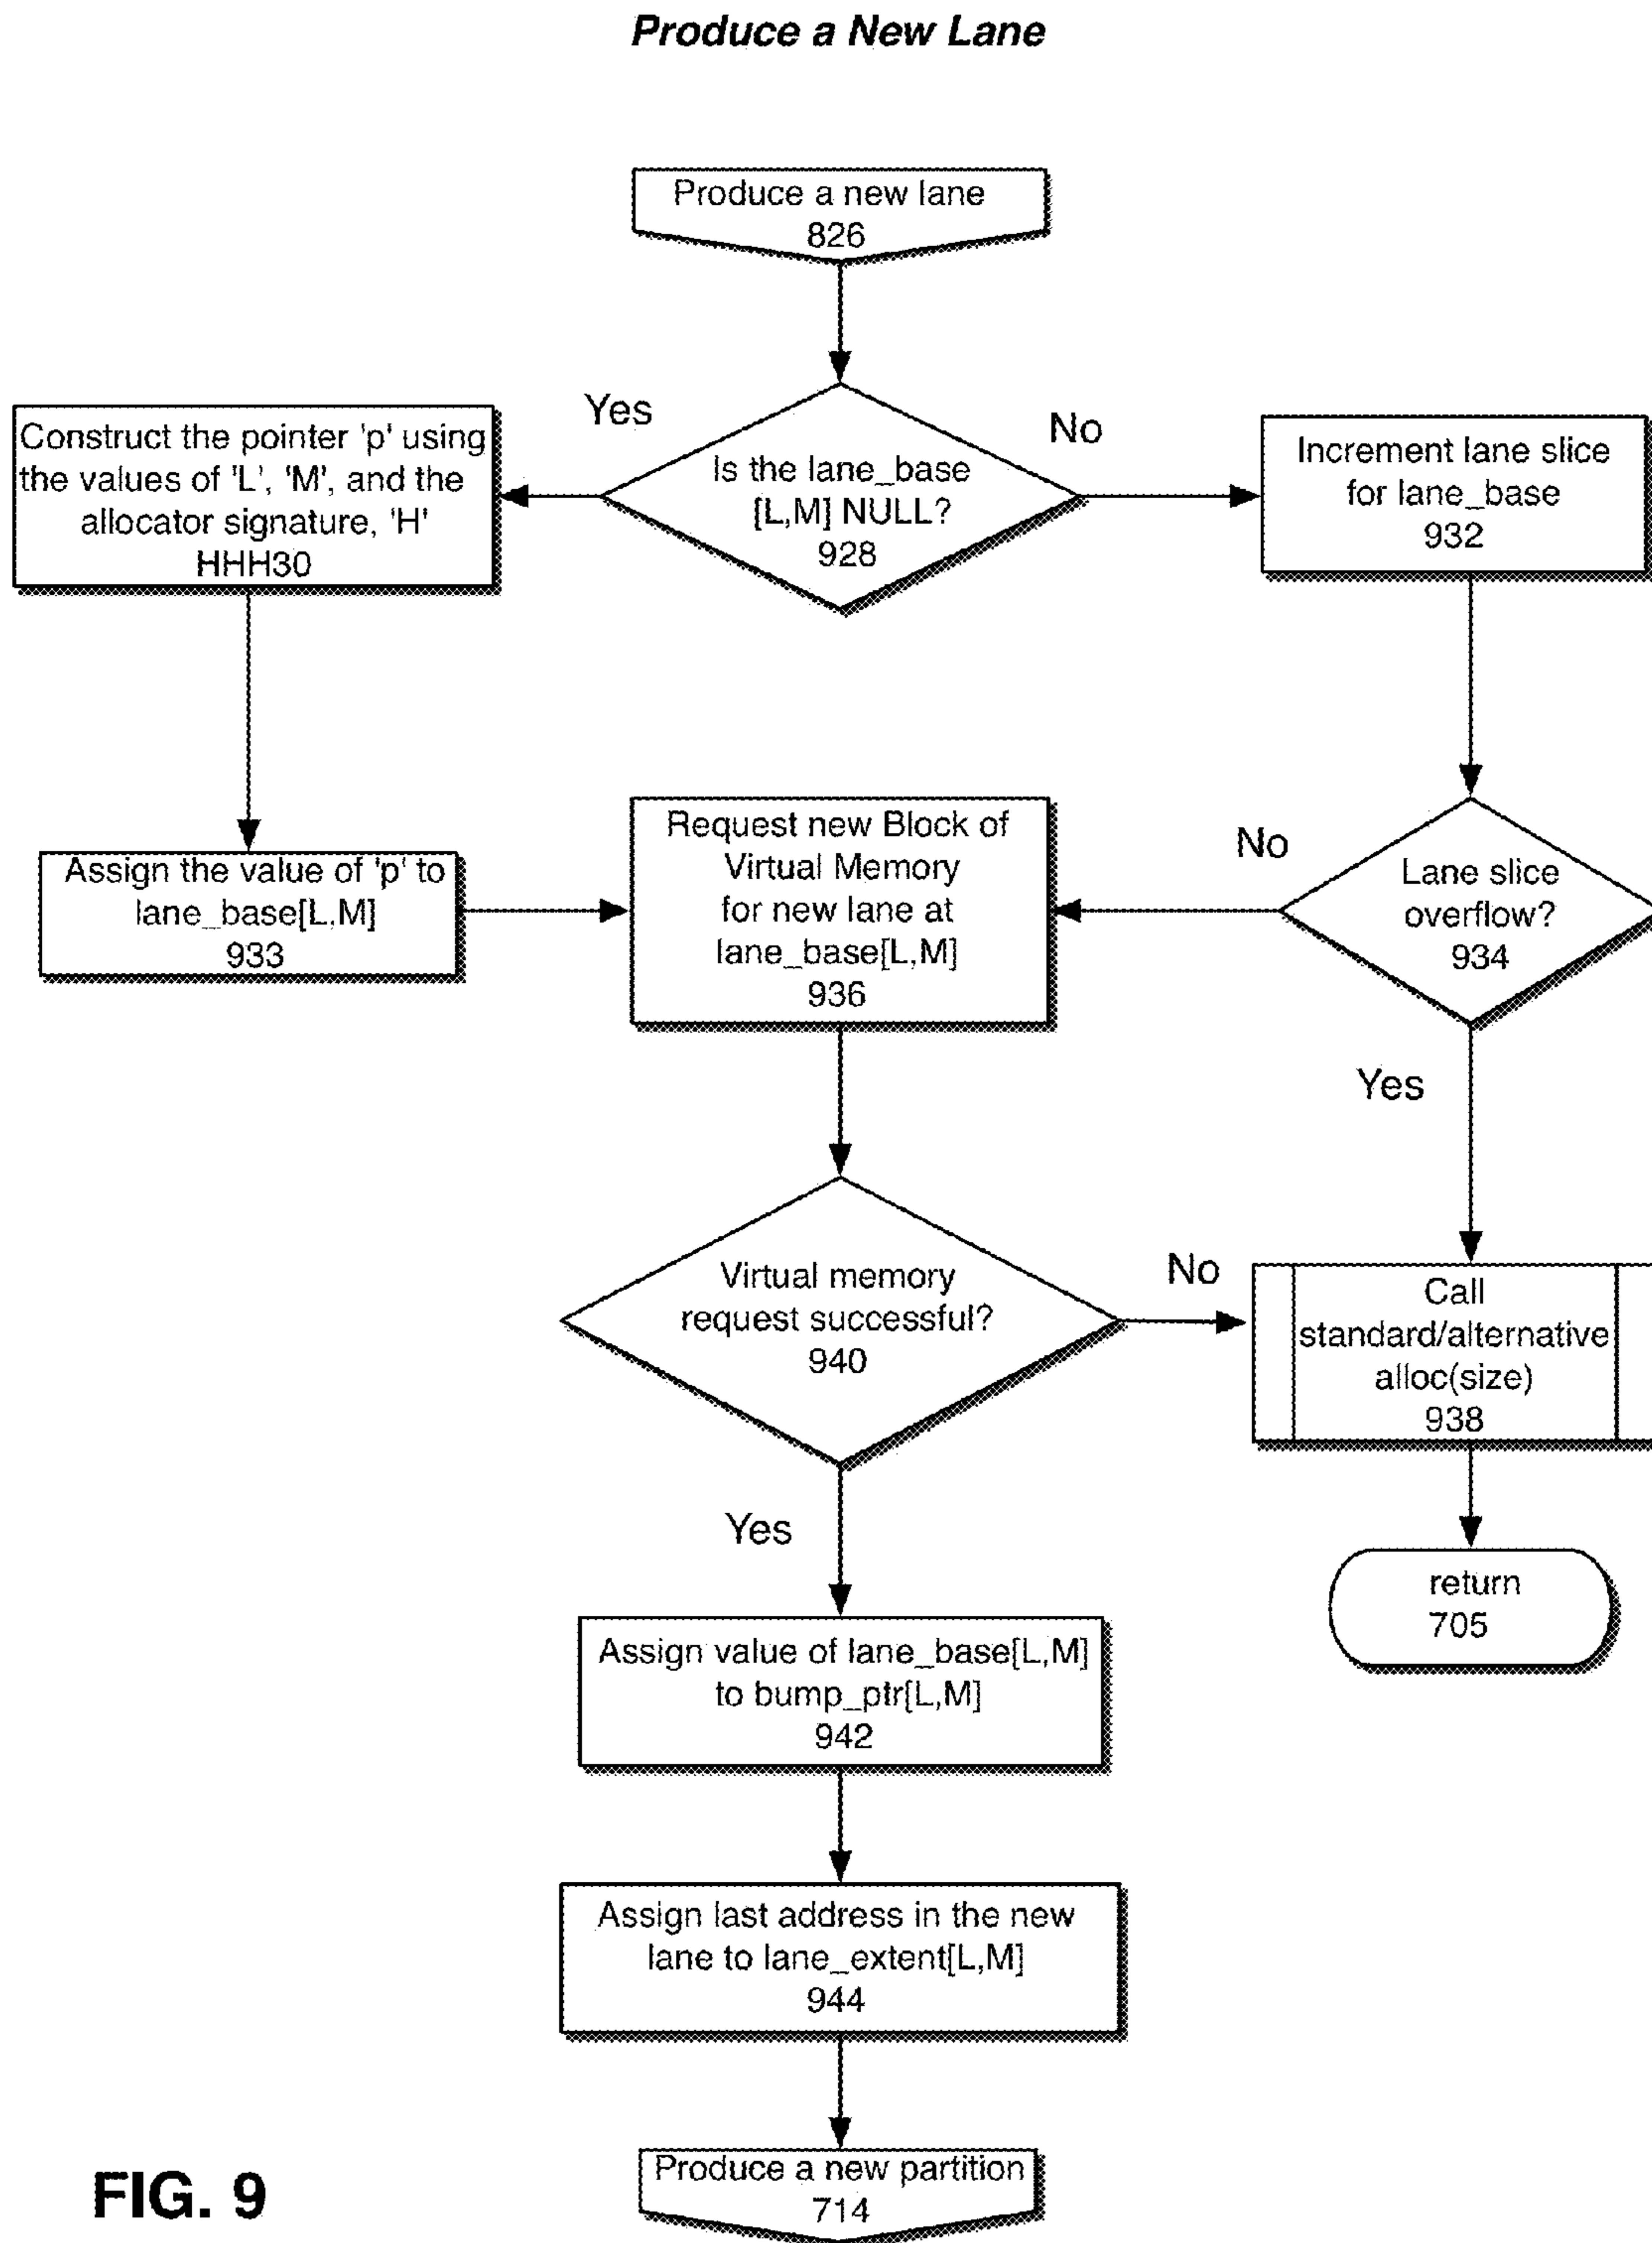 Produce a New Lane
Produce a new lane
826
Yes
No
Construct the pointer 'p' using
the values of 'L', 'M', and the
allocator signature, 'H'
HHH30
Is the lane_base
[L,M] NULL?
928
Increment lane slice
for lane_base
932
Assign the value of 'p' to
lane_base[L,M]
933
Request new Block of
Virtual Memory
for new lane at
lane_base[L,M]
936
No
Lane slice
overflow?
934
Yes
Virtual memory
request successful?
940
No
Call
standard/alternative
alloc(size)
938
Yes
return
705
Assign value of lane_base[L,M]
to bump_ptr[L,M]
942
Assign last address in the new
lane to lane_extent[L,M]
944
Produce a new partition
714
FIG. 9